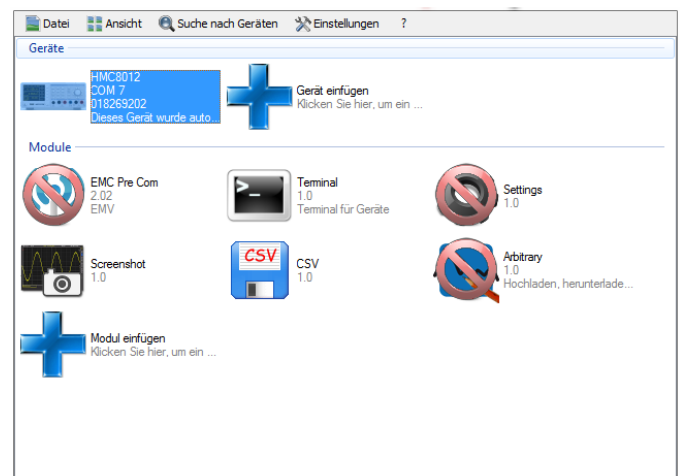 Datei Ansicht Suche nach Geräten Einstellungen ?
Geräte
HMC8012
COM 7
018269202
Dieses Gerät wurde auto...
Gerät einfügen
Klicken Sie hier, um ein ...
Module
EMC Pre Com
2.02
EMV
Terminal
1.0
Terminal für Geräte
Settings
1.0
Screenshot
1.0
CSV
CSV
1.0
Arbitrary
1.0
Hochladen, herunterlade...
Modul einfügen
Klicken Sie hier, um ein ...